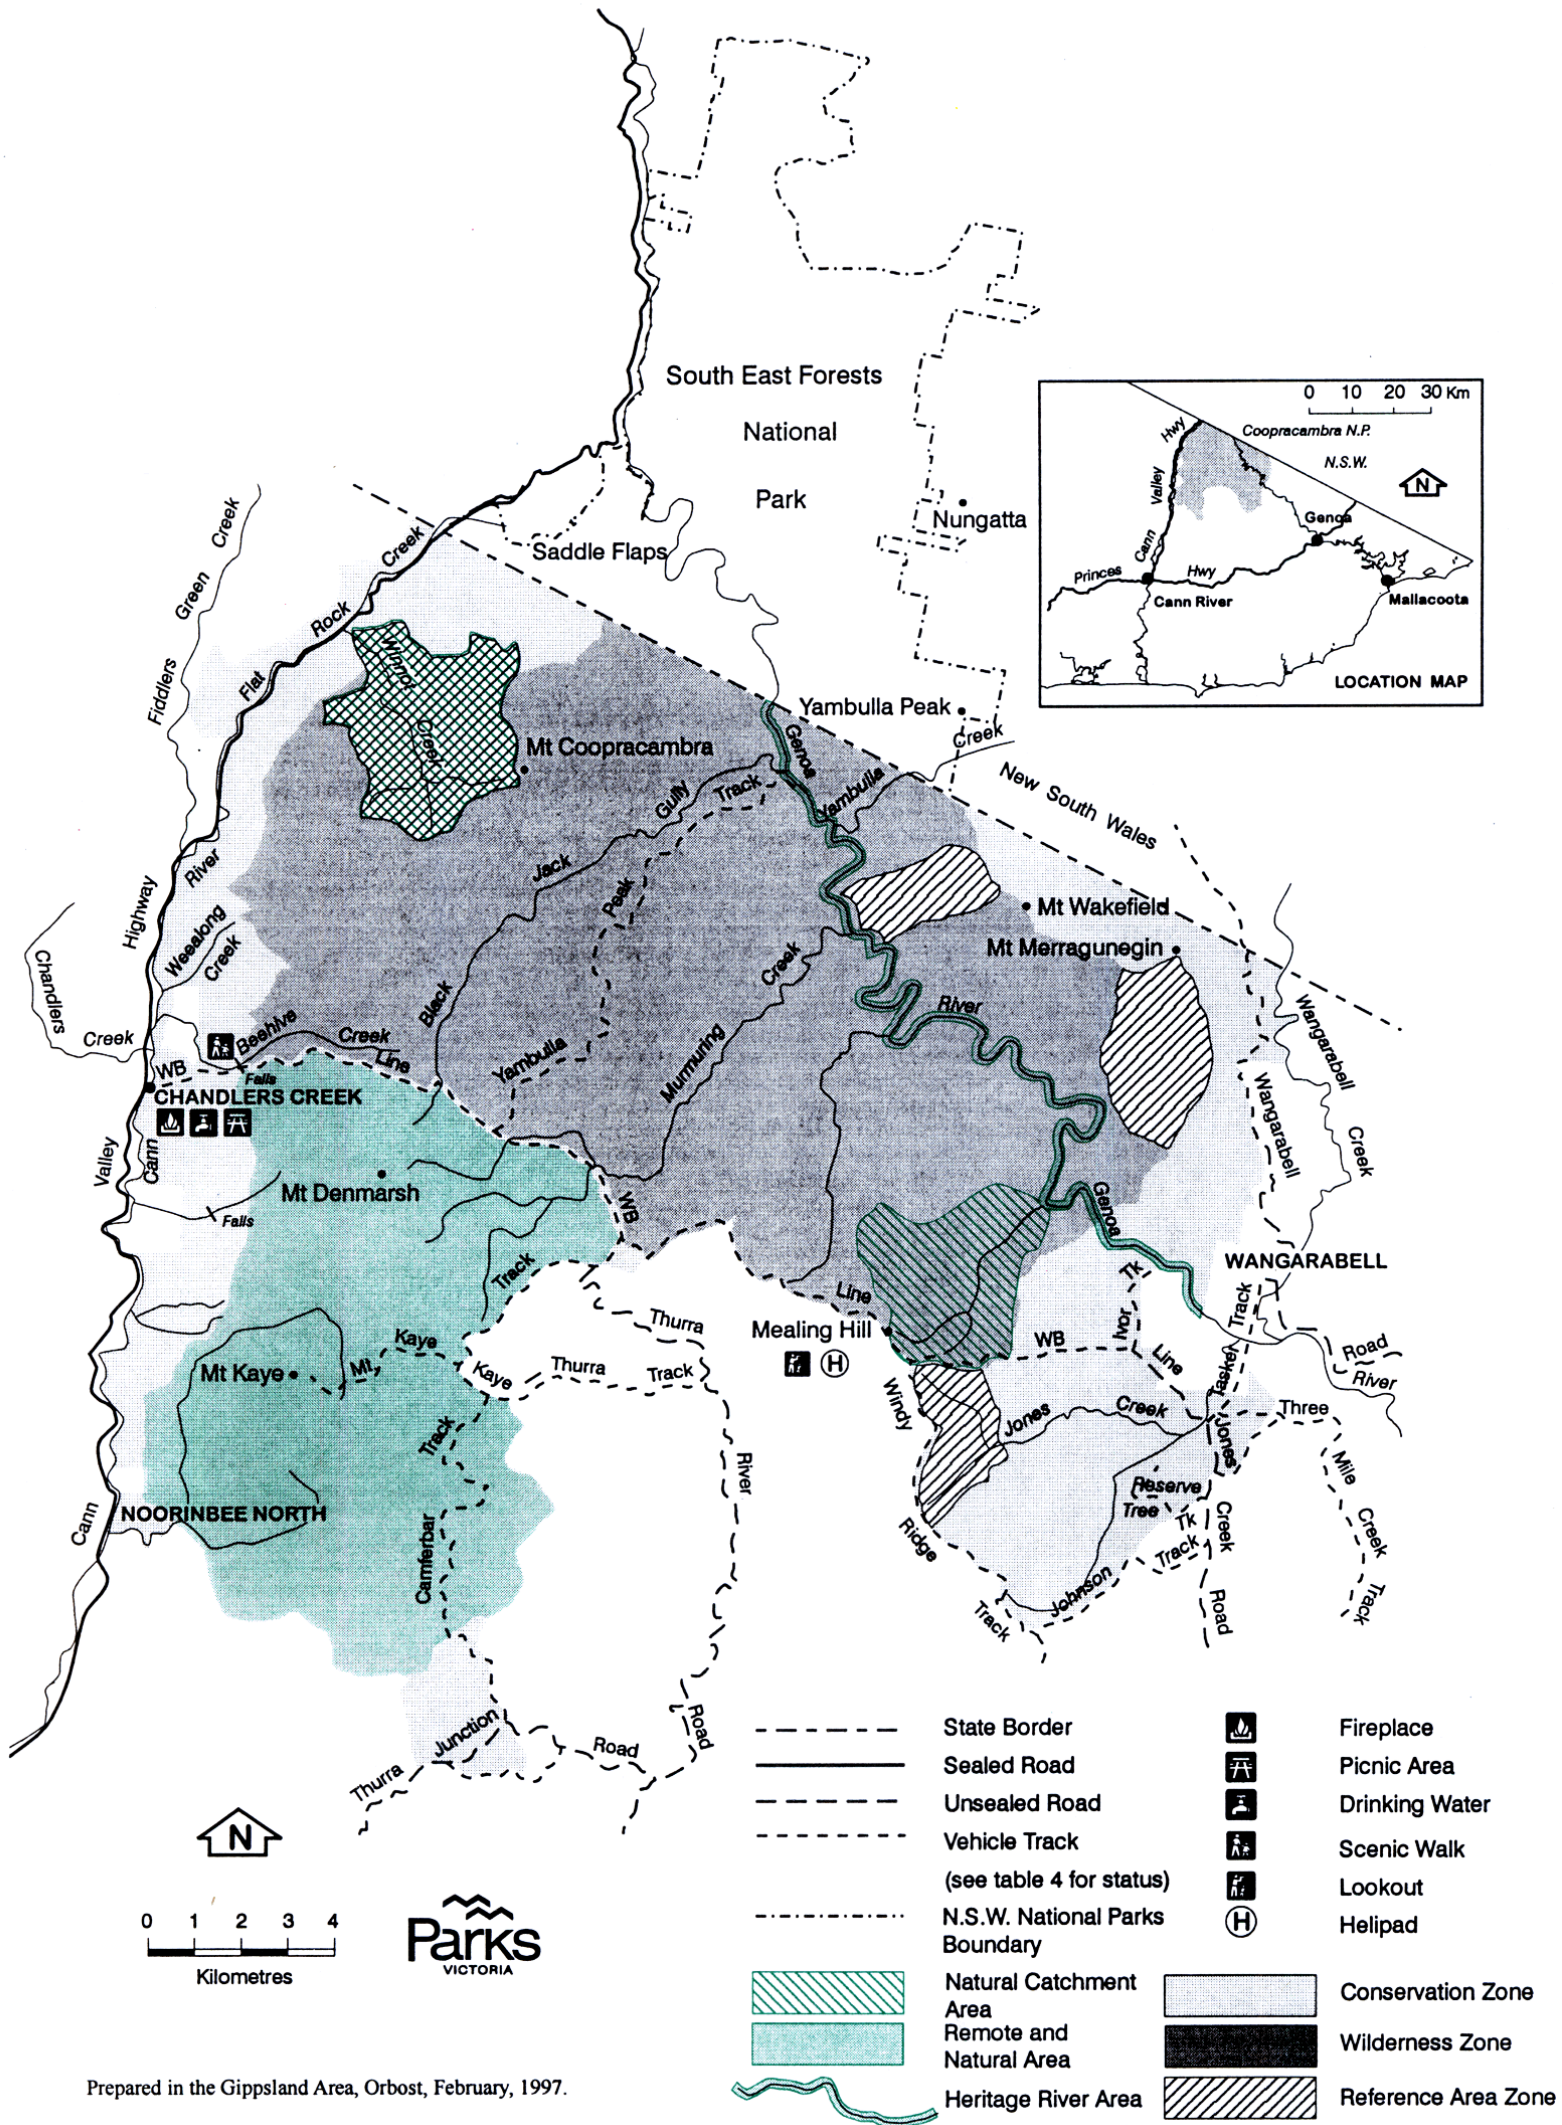 South East Forests
National
Park
Nungatta
Saddle Flaps
0 10 20 30 Km
Coopracambra N.P.
N.S.W.
N
Hwy
Valley
Cann
Genoa
Princes
Hwy
Cann River
Mallacoota
LOCATION MAP
Fiddlers
Green
Creek
Flat
Rock
Creek
Winnot
Creek
Mt Coopracambra
Yambulla Peak
Creek
Yambulla
Genoa
New South Wales
Jack
Gully
Track
Peak
Highway
River
Weealong
Creek
Chandlers
Creek
Mt Wakefield
Mt Merragunegin
Creek
River
Black
Murmuring
Yambulla
Beehive
Creek
Line
WB
Falls
CHANDLERS CREEK
Wangarabell
Creek
Wangarabell
Valley
Cann
Mt Denmarsh
Falls
WB
Genoa
WANGARABELL
Track
Line
Mealing Hill
H
Thurra
Tk
Ivor
WB
Line
Track
Tasker
Road
River
Kaye
Mt
Mt Kaye
Kaye
Thurra
Track
Windy
Jones
Creek
Three
Mile
Creek
Track
Jones
Creek
Road
Track
Camferbar
River
Road
Reserve
Tree
Tk
Track
Ridge
Track
Johnson
Cann
NOORINBEE NORTH
Thurra
Junction
Road
N
0 1 2 3 4
Kilometres
Parks
VICTORIA
State Border
Sealed Road
Unsealed Road
Vehicle Track
(see table 4 for status)
N.S.W. National Parks
Boundary
Natural Catchment
Area
Remote and
Natural Area
Heritage River Area
Fireplace
Picnic Area
Drinking Water
Scenic Walk
Lookout
H
Helipad
Conservation Zone
Wilderness Zone
Reference Area Zone
Prepared in the Gippsland Area, Orbost, February, 1997.